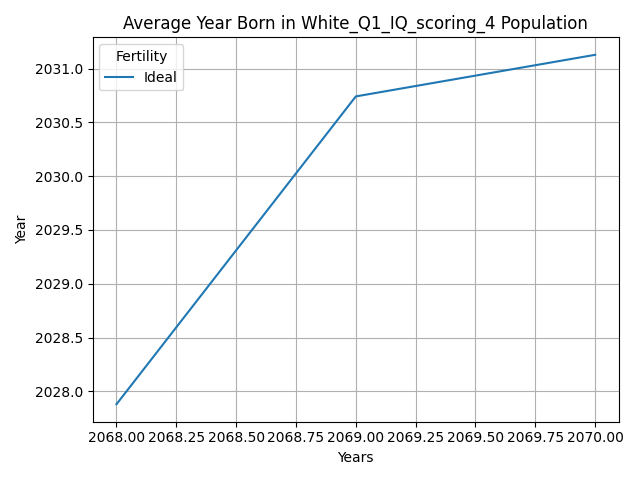 Average Year Born in White_Q1_IQ_scoring_4 Population
Fertility
Ideal
2031.0
2030.5
2030.0
2029.5
2029.0
2028.5
2028.0
Year
2068.00 2068.25 2068.50 2068.75 2069.00 2069.25 2069.50 2069.75 2070.00
Years